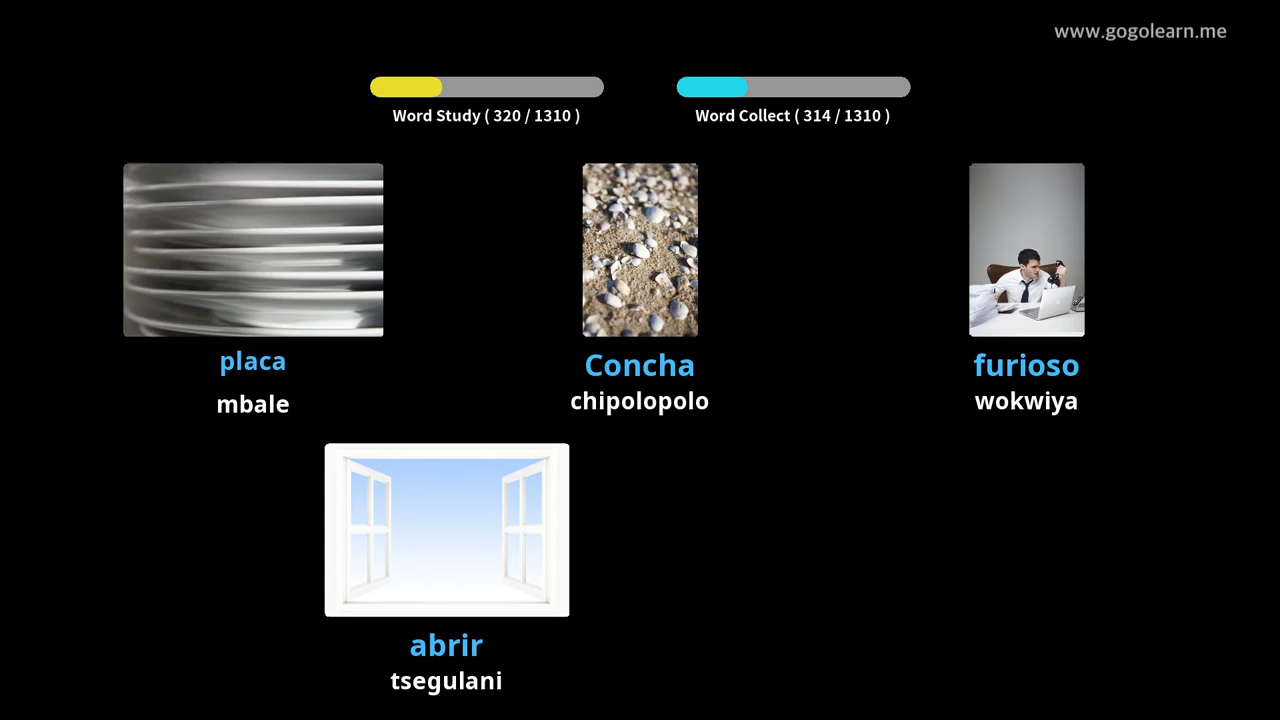 www.gogolearn.me
Word Study ( 320 / 1310 )
Word Collect ( 314 / 1310 )
placa
mbale
Concha
chipolopolo
furioso
wokwiya
abrir
tsegulani